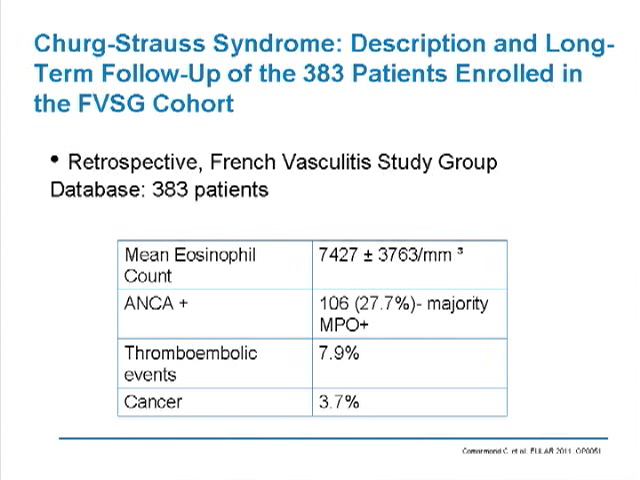 Churg-Strauss Syndrome: Description and Long-
Term Follow-Up of the 383 Patients Enrolled in
the FVSG Cohort
• Retrospective, French Vasculitis Study Group
Database: 383 patients
Mean Eosinophil 7427 ± 3763/mm ³
Count
ANCA + 106 (27.7%)- majority
MPO+
Thromboembolic 7.9%
events
Cancer 3.7%
Comarmond C. et al. EULAR 2011. OP0051